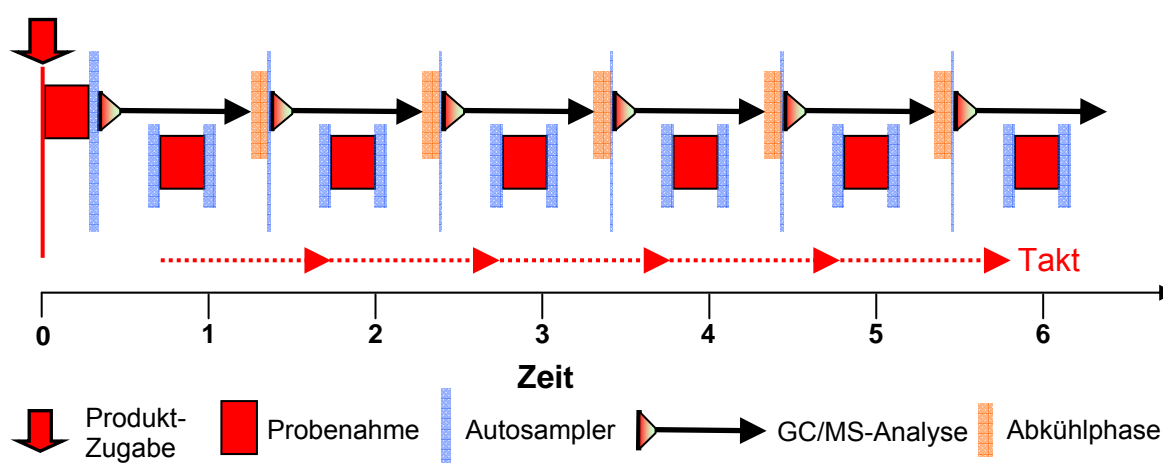 Takt
0 1 2 3 4 5 6
Zeit
Produkt-
Zugabe
Probenahme
Autosampler
GC/MS-Analyse
Abkühlphase